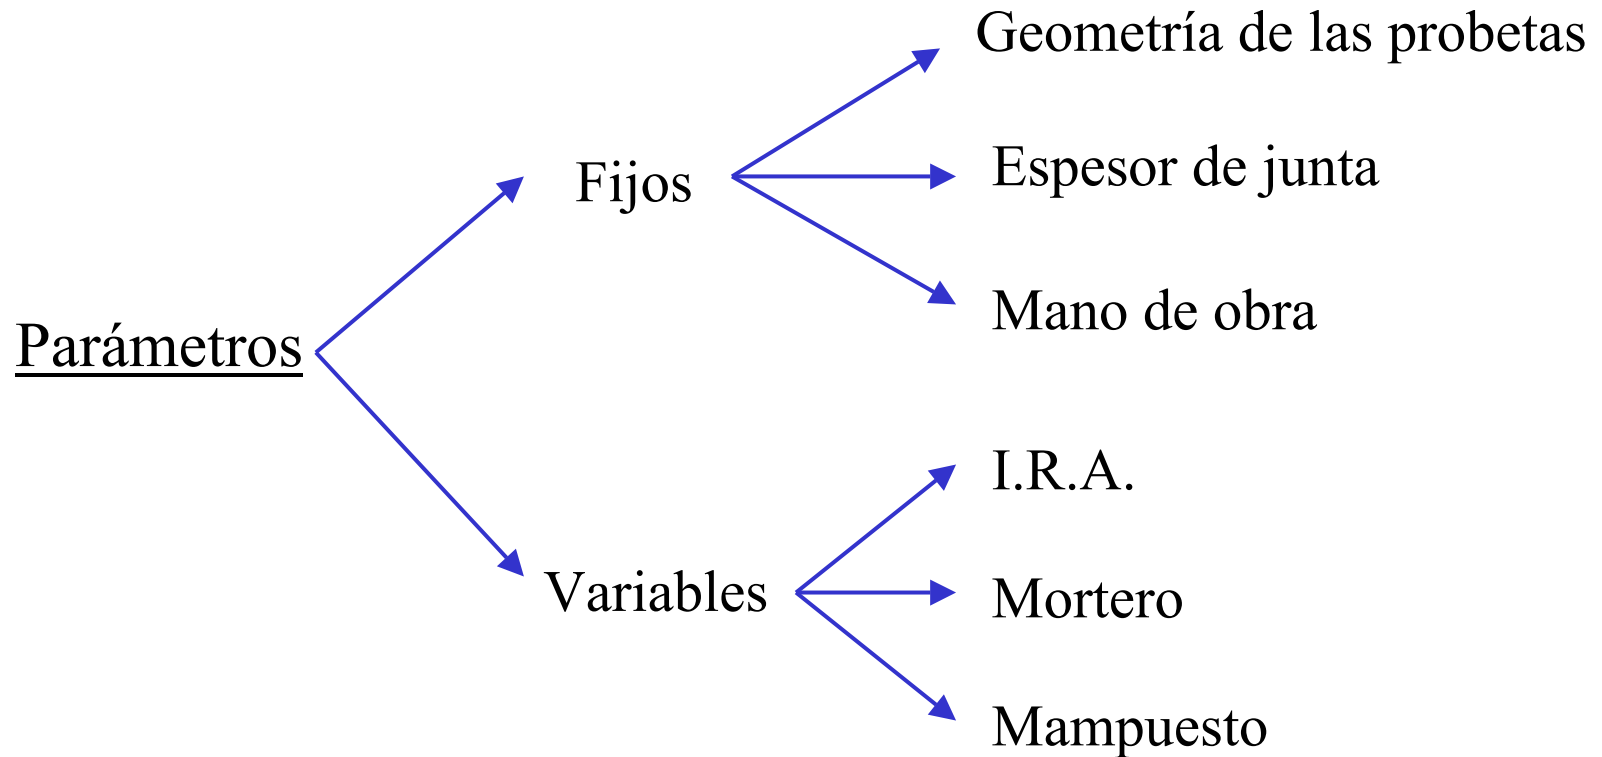 Parámetros
Fijos
Geometría de las probetas
Espesor de junta
Mano de obra
Variables
I.R.A.
Mortero
Mampuesto